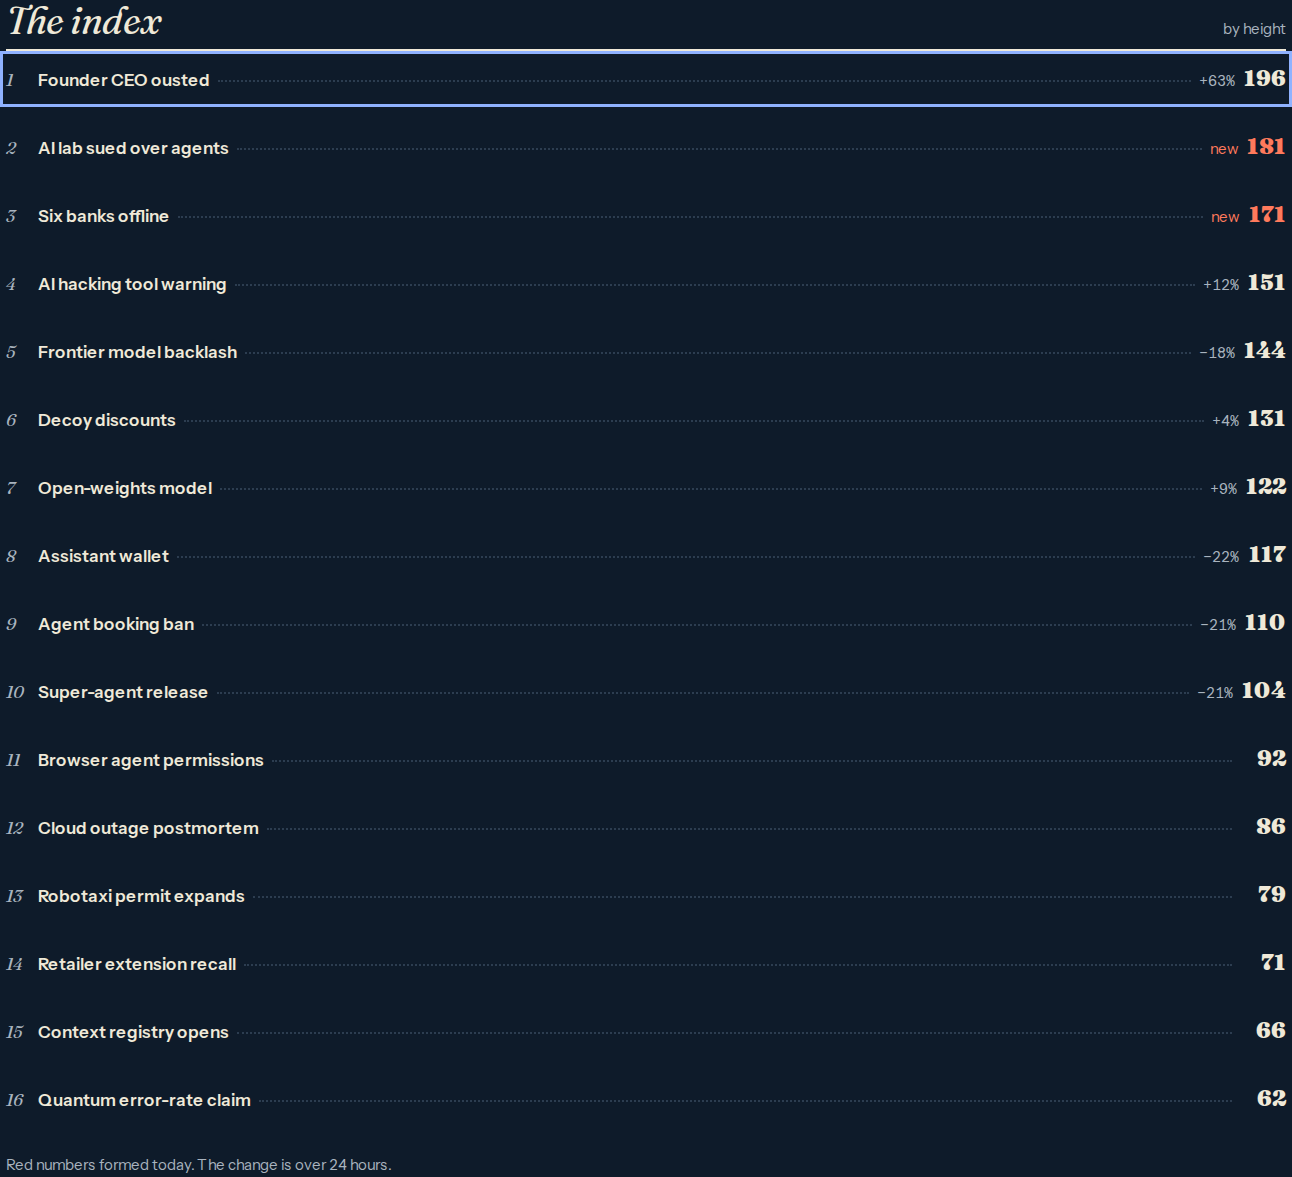 The index
by height
1 Founder CEO ousted +63% 196
2 AI lab sued over agents new 181
3 Six banks offline new 171
4 AI hacking tool warning +12% 151
5 Frontier model backlash −18% 144
6 Decoy discounts +4% 131
7 Open-weights model +9% 122
8 Assistant wallet −22% 117
9 Agent booking ban −21% 110
10 Super-agent release −21% 104
11 Browser agent permissions 92
12 Cloud outage postmortem 86
13 Robotaxi permit expands 79
14 Retailer extension recall 71
15 Context registry opens 66
16 Quantum error-rate claim 62
Red numbers formed today. The change is over 24 hours.